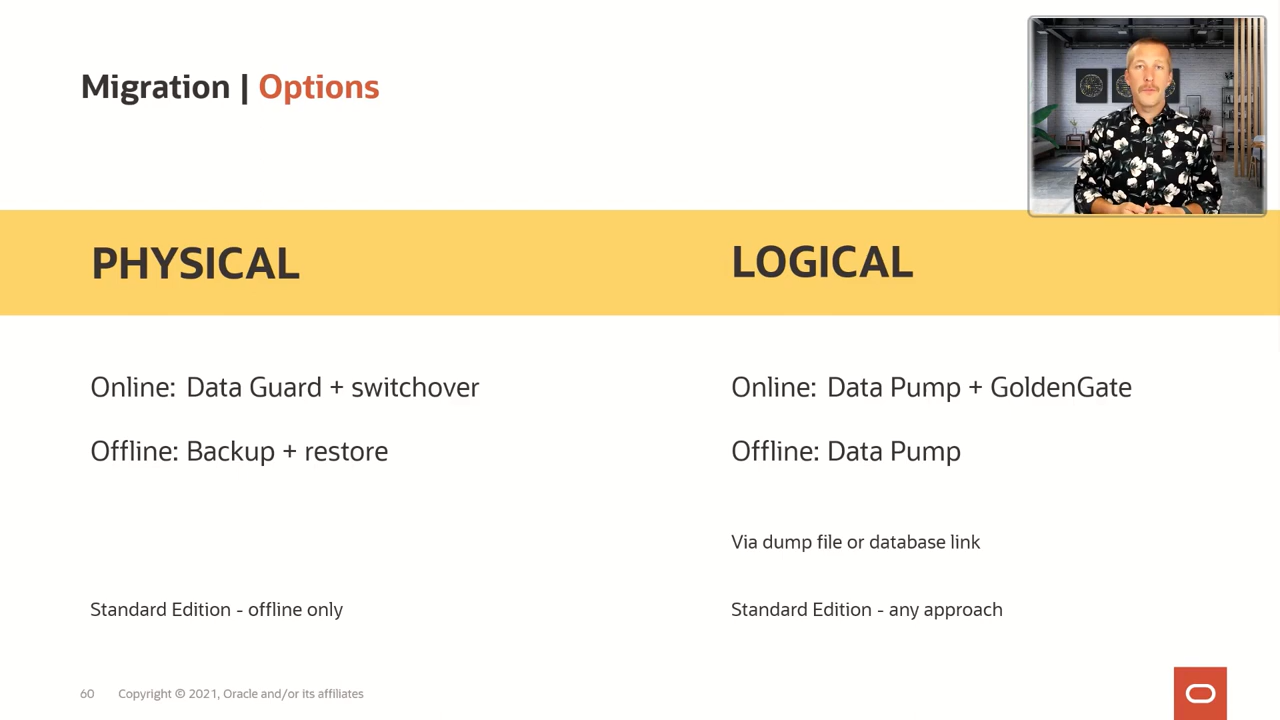 Migration | Options
PHYSICAL
Online: Data Guard + switchover
Offline: Backup + restore
Standard Edition - offline only
LOGICAL
Online: Data Pump + GoldenGate
Offline: Data Pump
Via dump file or database link
Standard Edition - any approach
60 Copyright © 2021, Oracle and/or its affiliates